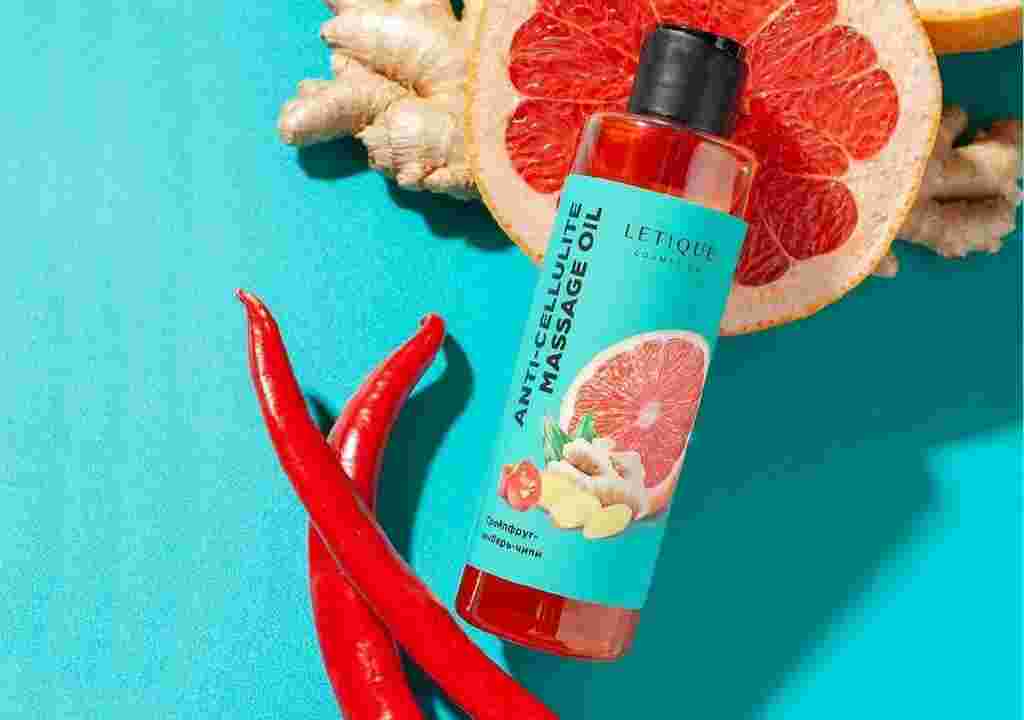 LETIQUE
COSMETICS
ANTI-CELLULITE
MASSAGE OIL
Грейпфрут-
имбирь-чили